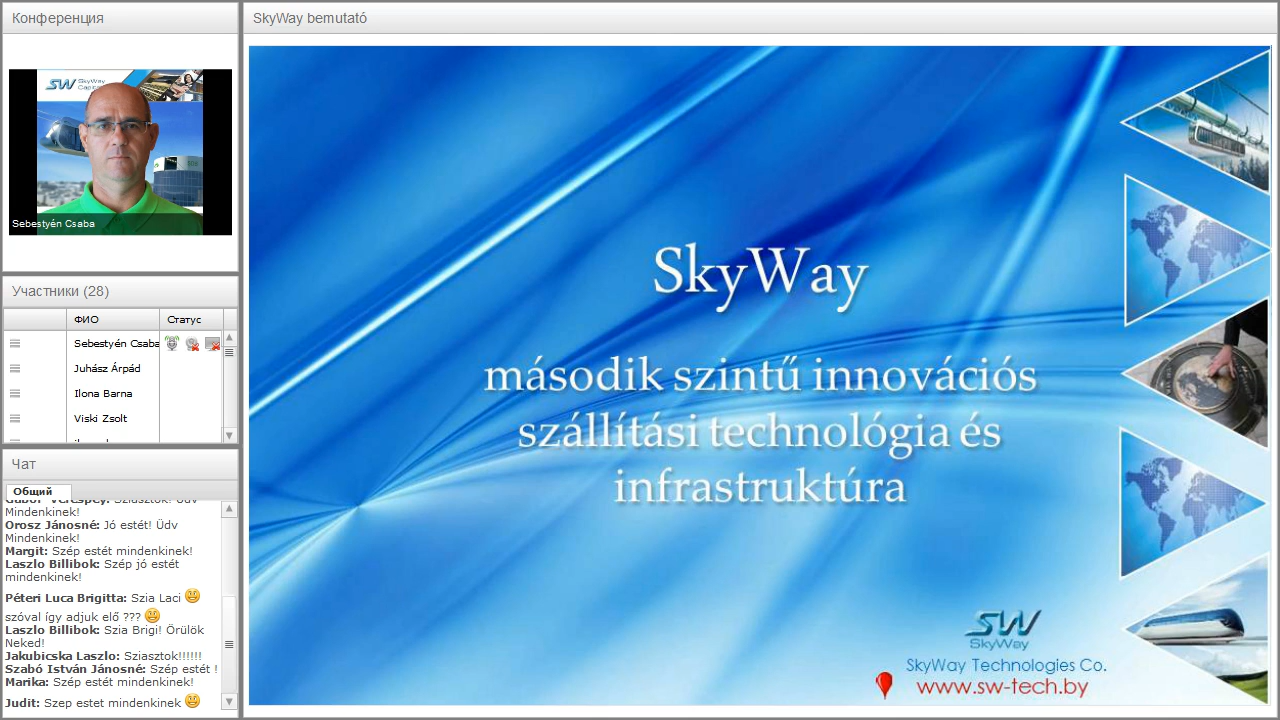 Конференция
SW SkyWay
Sebestyén Csaba
Участники (28)
ФИО Статус
Sebestyén Csaba
Juhász Árpád
Ilona Barna
Viski Zsolt
Чат
Общий
Mindenkinek!
Orosz Jánosné: Jó estét! Üdv
Mindenkinek!
Margit: Szép estét mindenkinek!
Laszlo Billibok: Szép jó estét
mindenkinek!
Péteri Luca Brigitta: Szia Laci
szóval így adjuk elő ???
Laszlo Billibok: Szia Brigi! Örülök
Neked!
Jakubicska Laszlo: Sziasztok!!!!!!
Szabó István Jánosné: Szép estét !
Marika: Szép estét mindenkinek!
Judit: Szep estet mindenkinek
SkyWay bemutató
SkyWay
második szintű innovációs
szállítási technológia és
infrastruktúra
SW
SkyWay
SkyWay Technologies Co.
www.sw-tech.by